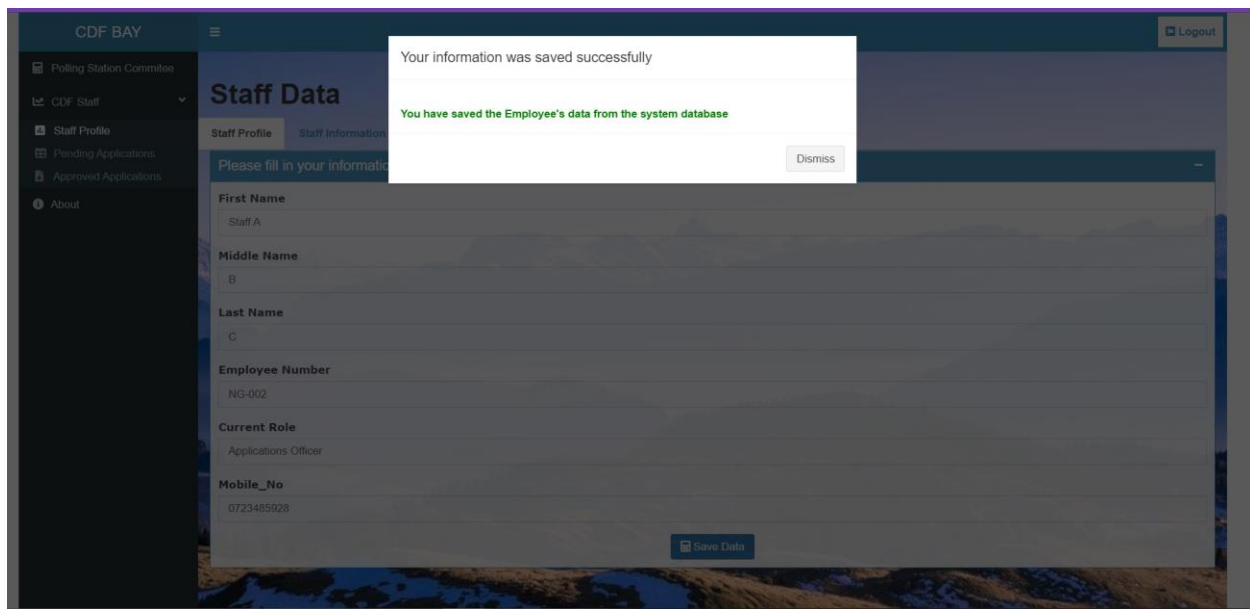 CDF BAY
Logout
Your information was saved successfully
You have saved the Employee's data from the system database
Dismiss
Polling Station Commitee
CDF Staff
Staff Profile
Pending Applications
Approved Applications
About
Staff Data
Staff Profile Staff Information
Please fill in your informatio
First Name
Staff A
Middle Name
B
Last Name
C
Employee Number
NG-002
Current Role
Applications Officer
Mobile_No
0723485928
Save Data